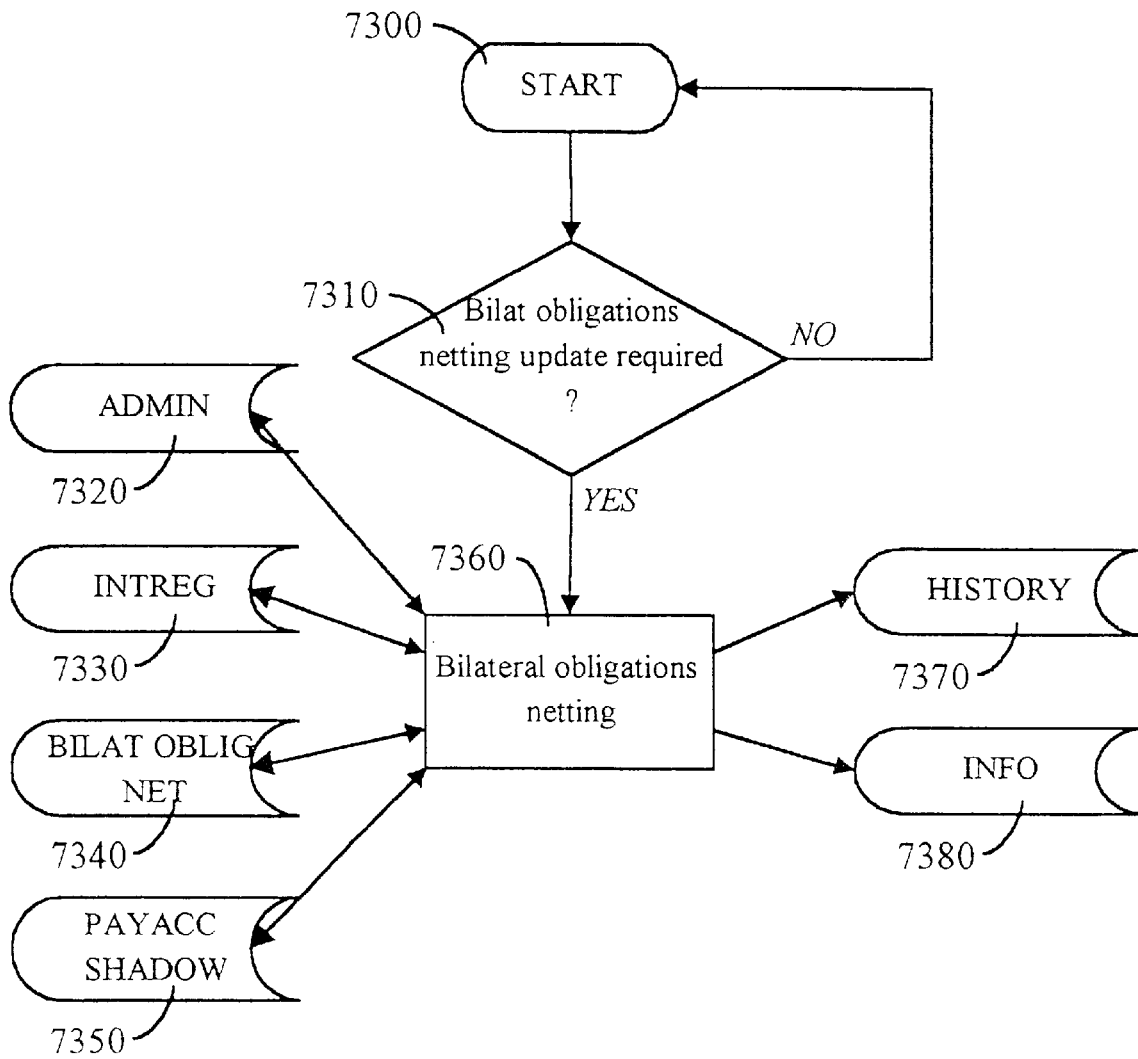 7300
START
7310
Bilat obligations
netting update required
?
NO
YES
ADMIN
7320
INTREG
7330
BILAT OBLIG
NET
7340
PAYACC
SHADOW
7350
7360
Bilateral obligations
netting
HISTORY
7370
INFO
7380